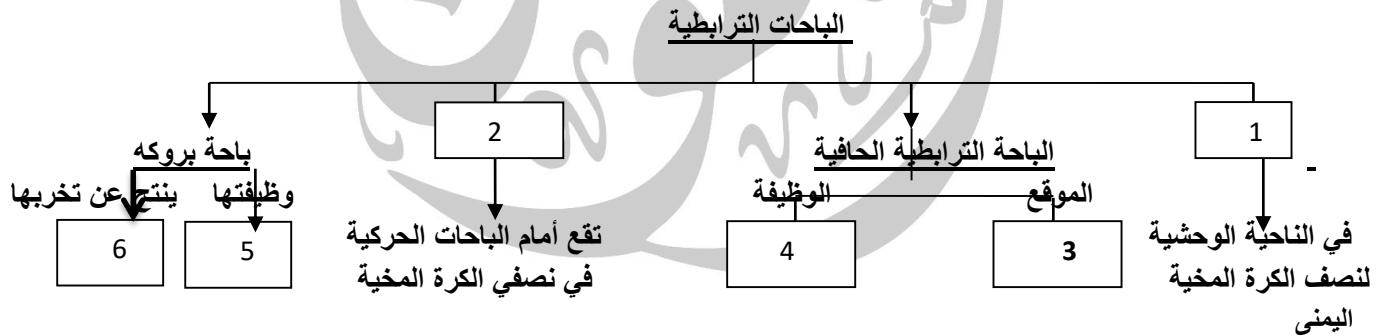 الباحات الترابطية
1
الباحة الترابطية الحافية
2
باحة بروكه
الموقع
الوظيفة
وظيفتها
ينتج عن تخربها
في الناحية الوحشية
لنصف الكرة المخية
اليمنى
3
4
تقع أمام الباحات الحركية
في نصفي الكرة المخية
5
6